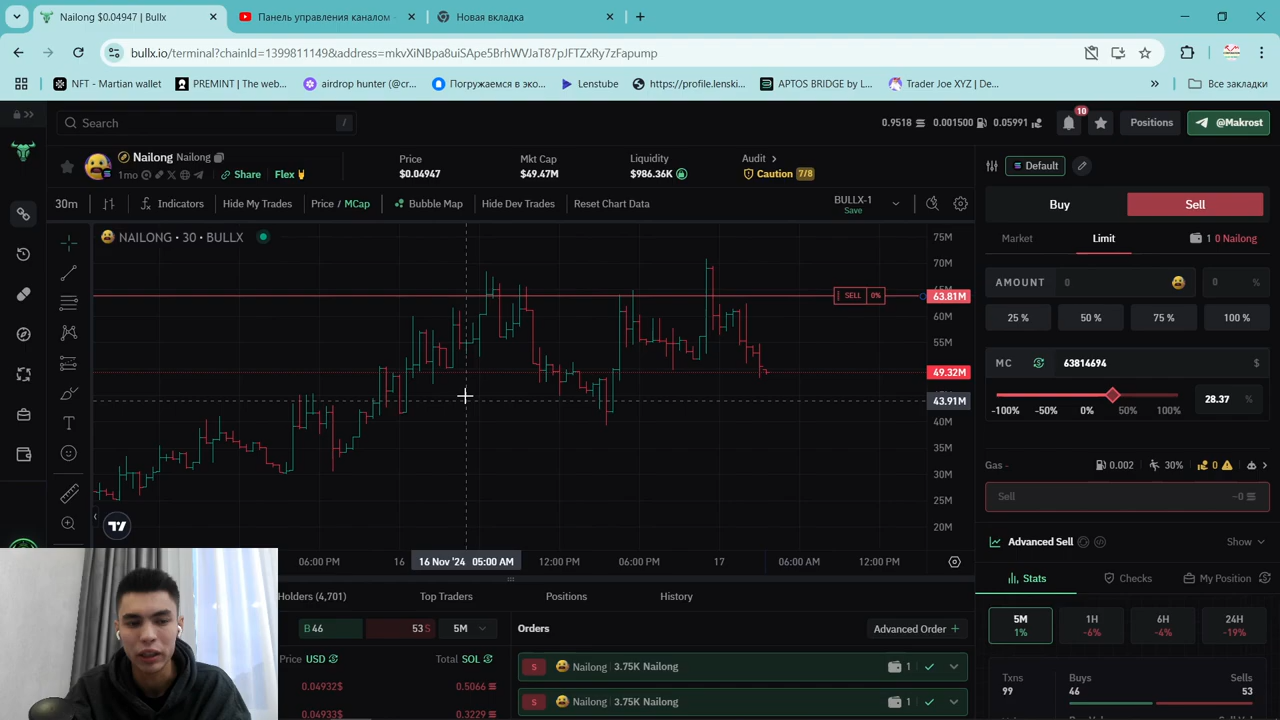 Nailong $0.04947 | Bullx
Панель управления каналом -
Новая вкладка
bullx.io/terminal?chainId=1399811149&address=mkvXiNBpa8uiSApe5BrhWVJaT87pJFTZxRy7zFapump
NFT - Martian wallet
PREMINT | The web...
airdrop hunter (@cr...
Погружаемся в эко...
Lenstube
https://profile.lenski...
APTOS BRIDGE by L...
Trader Joe XYZ | De...
»
Все закладки
Search
/
0.9518
0.001500
0.05991
10
Positions
@Makrost
Nailong Nailong
1mo
Share
Flex
Price
$0.04947
Mkt Cap
$49.47M
Liquidity
$986.36K
Audit
Caution 7/8
Default
30m
Indicators
Hide My Trades
Price / MCap
Bubble Map
Hide Dev Trades
Reset Chart Data
BULLX-1
Save
Buy
Sell
NAILONG • 30 • BULLX
Market
Limit
1 0 Nailong
AMOUNT 0
0 %
25 %
50 %
75 %
100 %
MC
63814694
$
-100%
-50%
0%
50%
100%
28.37 %
Gas -
0.002
30%
0
Sell
~0
Advanced Sell
Show
Stats
Checks
My Position
5M
1%
1H
-6%
6H
-4%
24H
-19%
Txns
99
Buys
46
Sells
53
75M
70M
SELL 0%
63.81M
60M
55M
49.32M
43.91M
40M
35M
30M
25M
20M
06:00 PM
16
16 Nov '24 05:00 AM
12:00 PM
06:00 PM
17
06:00 AM
12:00 PM
Holders (4,701)
Top Traders
Positions
History
B 46
53 S
5M
Orders
Advanced Order +
Price USD
Total SOL
0.04932$
0.5066
0.04933$
0.3229
S Nailong 3.75K Nailong 1
S Nailong 3.75K Nailong 1